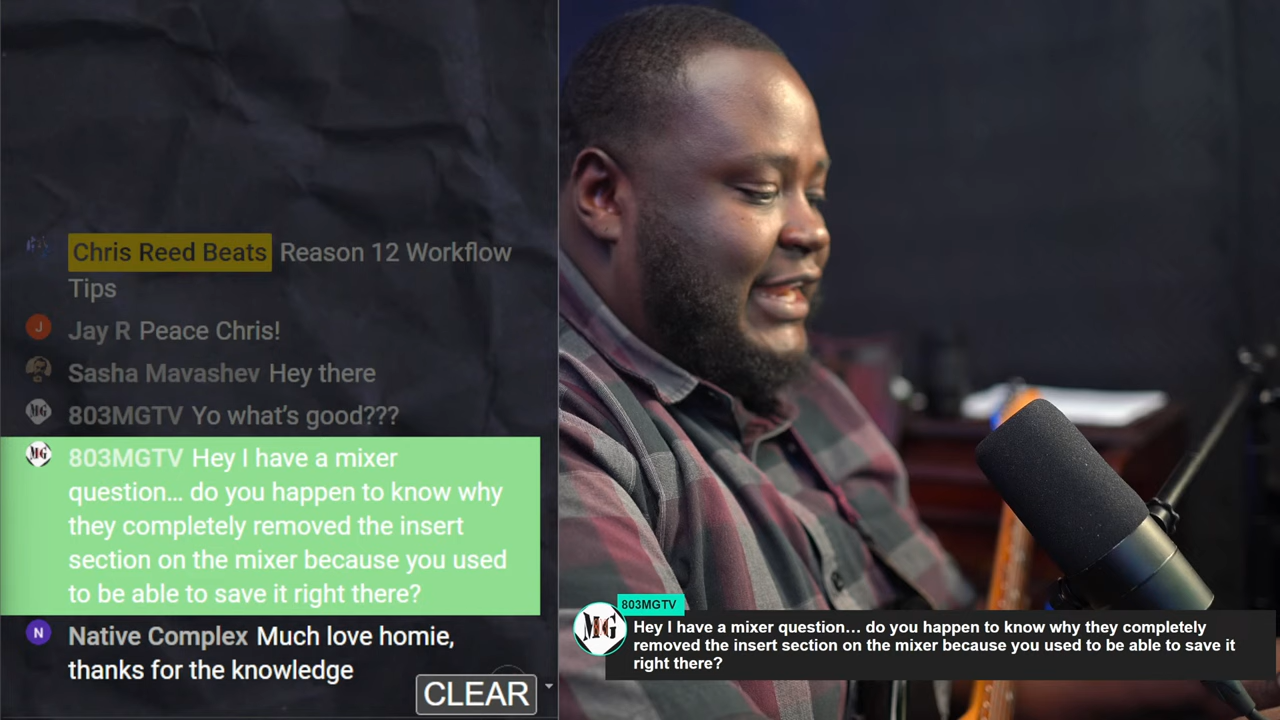 Chris Reed Beats Reason 12 Workflow
Tips
J Jay R Peace Chris!
Sasha Mavashev Hey there
MG 803MGTV Yo what's good???
MG 803MGTV Hey I have a mixer
question... do you happen to know why
they completely removed the insert
section on the mixer because you used
to be able to save it right there?
N Native Complex Much love homie,
thanks for the knowledge
CLEAR
803MGTV
MG Hey I have a mixer question... do you happen to know why they completely
removed the insert section on the mixer because you used to be able to save it
right there?